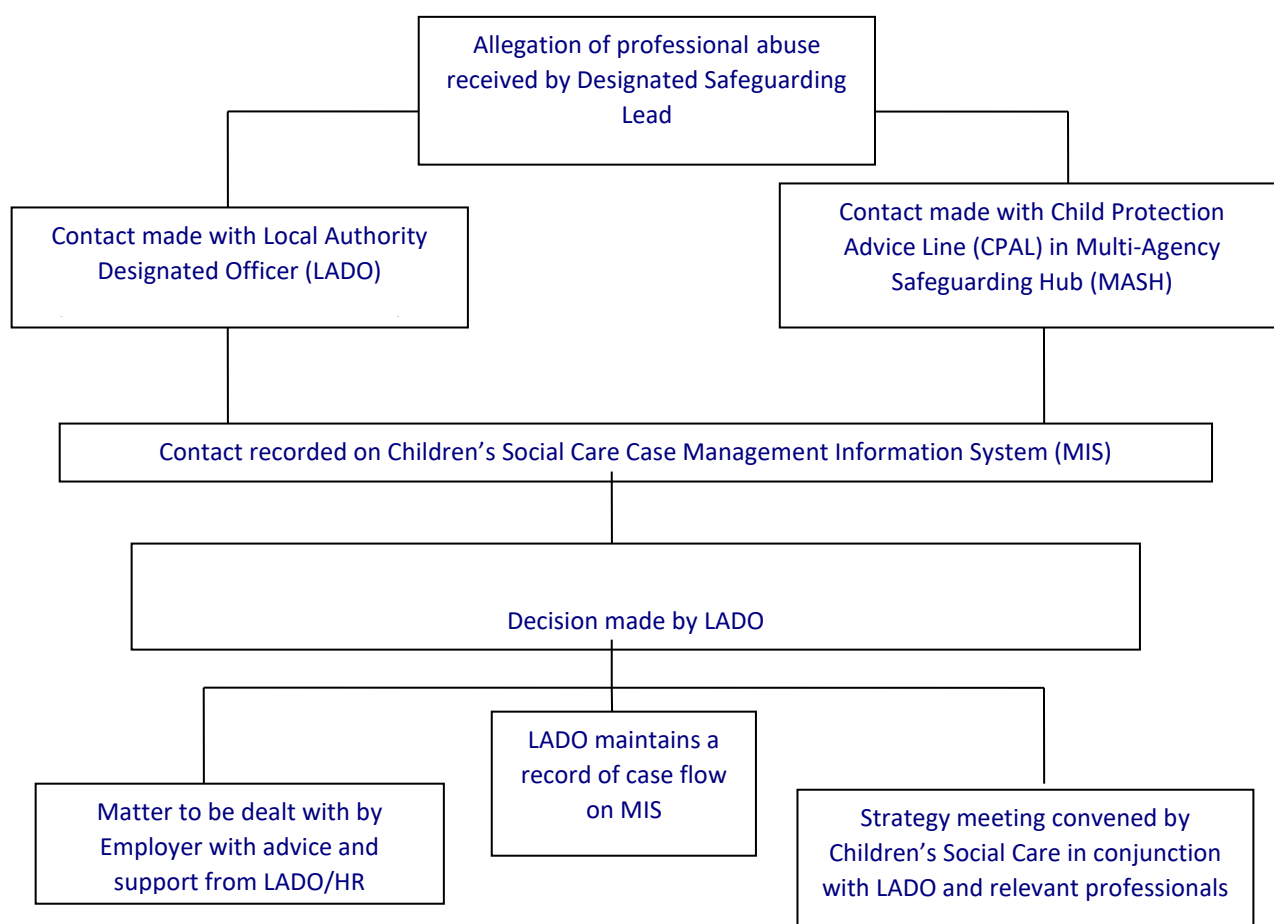 Allegation of professional abuse
received by Designated Safeguarding
Lead
Contact made with Local Authority
Designated Officer (LADO)
Contact made with Child Protection
Advice Line (CPAL) in Multi-Agency
Safeguarding Hub (MASH)
Contact recorded on Children’s Social Care Case Management Information System (MIS)
Decision made by LADO
Matter to be dealt with by
Employer with advice and
support from LADO/HR
LADO maintains a
record of case flow
on MIS
Strategy meeting convened by
Children’s Social Care in conjunction
with LADO and relevant professionals